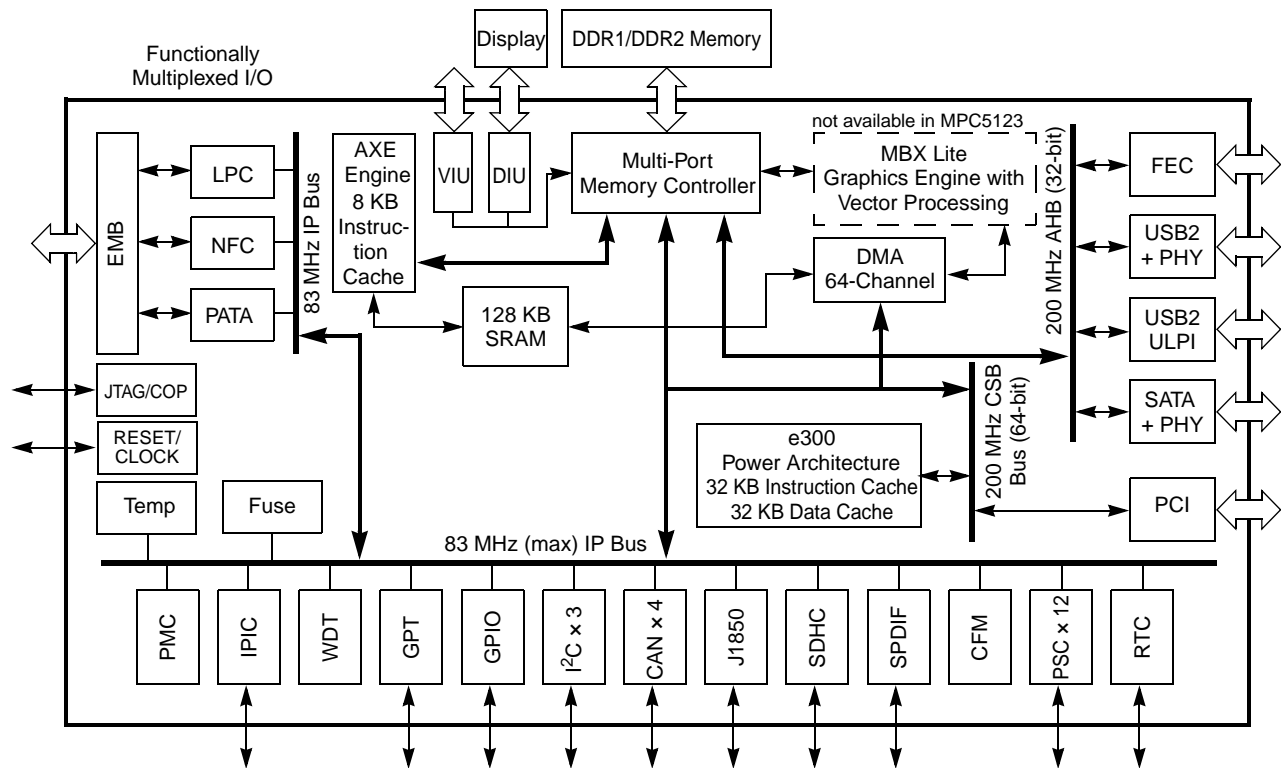 Functionally
Multiplexed I/O
Display
DDR1/DDR2 Memory
not available in MPC5123
EMB
LPC
NFC
PATA
83 MHz IP Bus
AXE
Engine
8 KB
Instruc-
tion
Cache
VIU
DIU
Multi-Port
Memory Controller
MBX Lite
Graphics Engine with
Vector Processing
200 MHz AHB (32-bit)
FEC
USB2
+ PHY
USB2
ULPI
SATA
+ PHY
PCI
DMA
64-Channel
128 KB
SRAM
JTAG/COP
RESET/
CLOCK
Temp
Fuse
e300
Power Architecture
32 KB Instruction Cache
32 KB Data Cache
200 MHz CSB
Bus (64-bit)
83 MHz (max) IP Bus
PMC
IPIC
WDT
GPT
GPIO
I²C × 3
CAN × 4
J1850
SDHC
SPDIF
CFM
PSC × 12
RTC